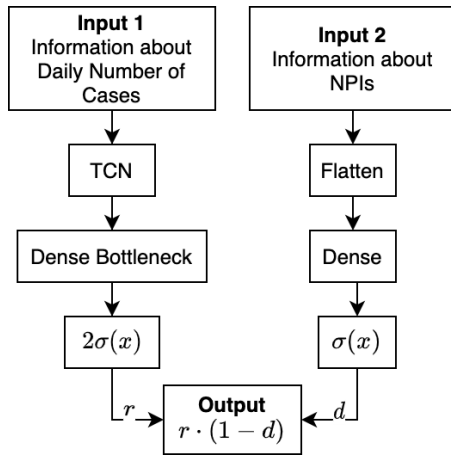 Input 1
Information about
Daily Number of
Cases
Input 2
Information about
NPIs
TCN
Flatten
Dense Bottleneck
Dense
2σ(x)
σ(x)
r
d
Output
r · (1 − d)